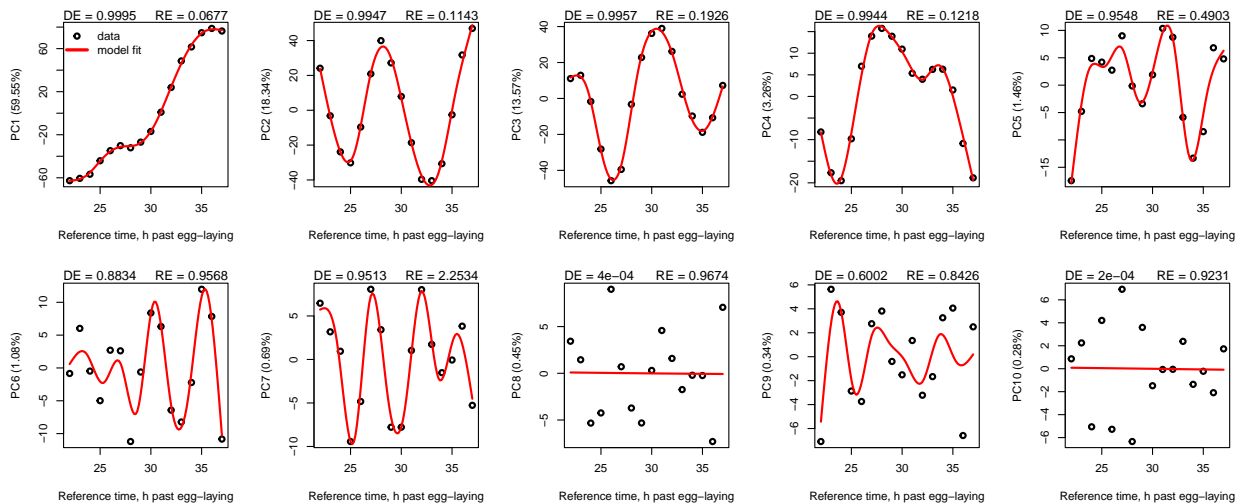 DE = 0.9995 RE = 0.0677
PC1 (59.55%)
60
20
−20
−60
data
model fit
25 30 35
Reference time, h past egg−laying
DE = 0.9947 RE = 0.1143
PC2 (18.34%)
40
20
0
−20
−40
25 30 35
Reference time, h past egg−laying
DE = 0.9957 RE = 0.1926
PC3 (13.57%)
40
20
0
−20
−40
25 30 35
Reference time, h past egg−laying
DE = 0.9944 RE = 0.1218
PC4 (3.26%)
15
5
0
−10
−20
25 30 35
Reference time, h past egg−laying
DE = 0.9548 RE = 0.4903
PC5 (1.46%)
10
5
0
−5
−15
25 30 35
Reference time, h past egg−laying
DE = 0.8834 RE = 0.9568
PC6 (1.08%)
10
5
0
−5
−10
25 30 35
Reference time, h past egg−laying
DE = 0.9513 RE = 2.2534
PC7 (0.69%)
5
0
−5
−10
25 30 35
Reference time, h past egg−laying
DE = 4e−04 RE = 0.9674
PC8 (0.45%)
5
0
−5
25 30 35
Reference time, h past egg−laying
DE = 0.6002 RE = 0.8426
PC9 (0.34%)
6
4
2
0
−2
−4
−6
25 30 35
Reference time, h past egg−laying
DE = 2e−04 RE = 0.9231
PC10 (0.28%)
6
4
2
0
−2
−4
−6
25 30 35
Reference time, h past egg−laying